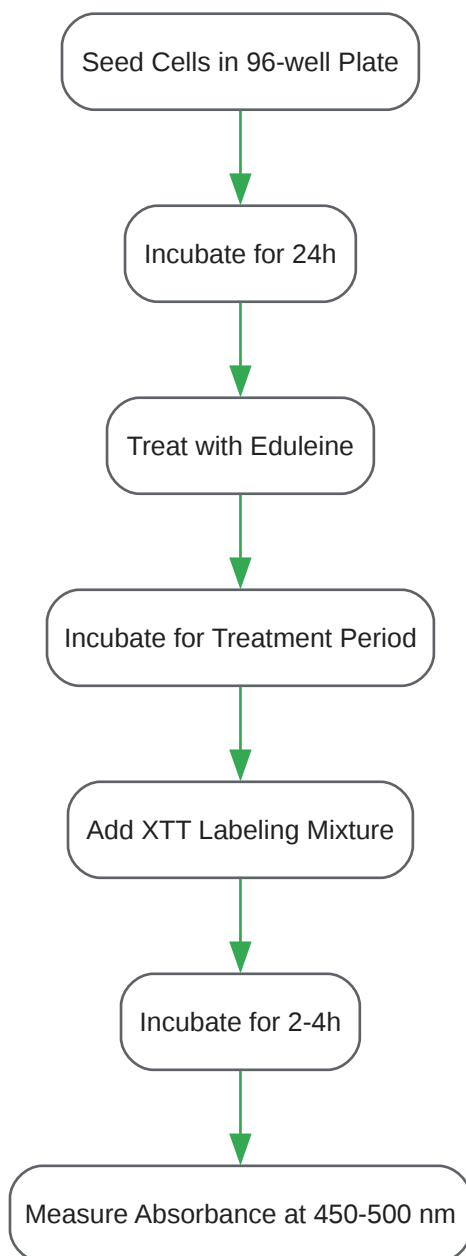 Seed Cells in 96-well Plate
Incubate for 24h
Treat with Eduleine
Incubate for Treatment Period
Add XTT Labeling Mixture
Incubate for 2-4h
Measure Absorbance at 450-500 nm